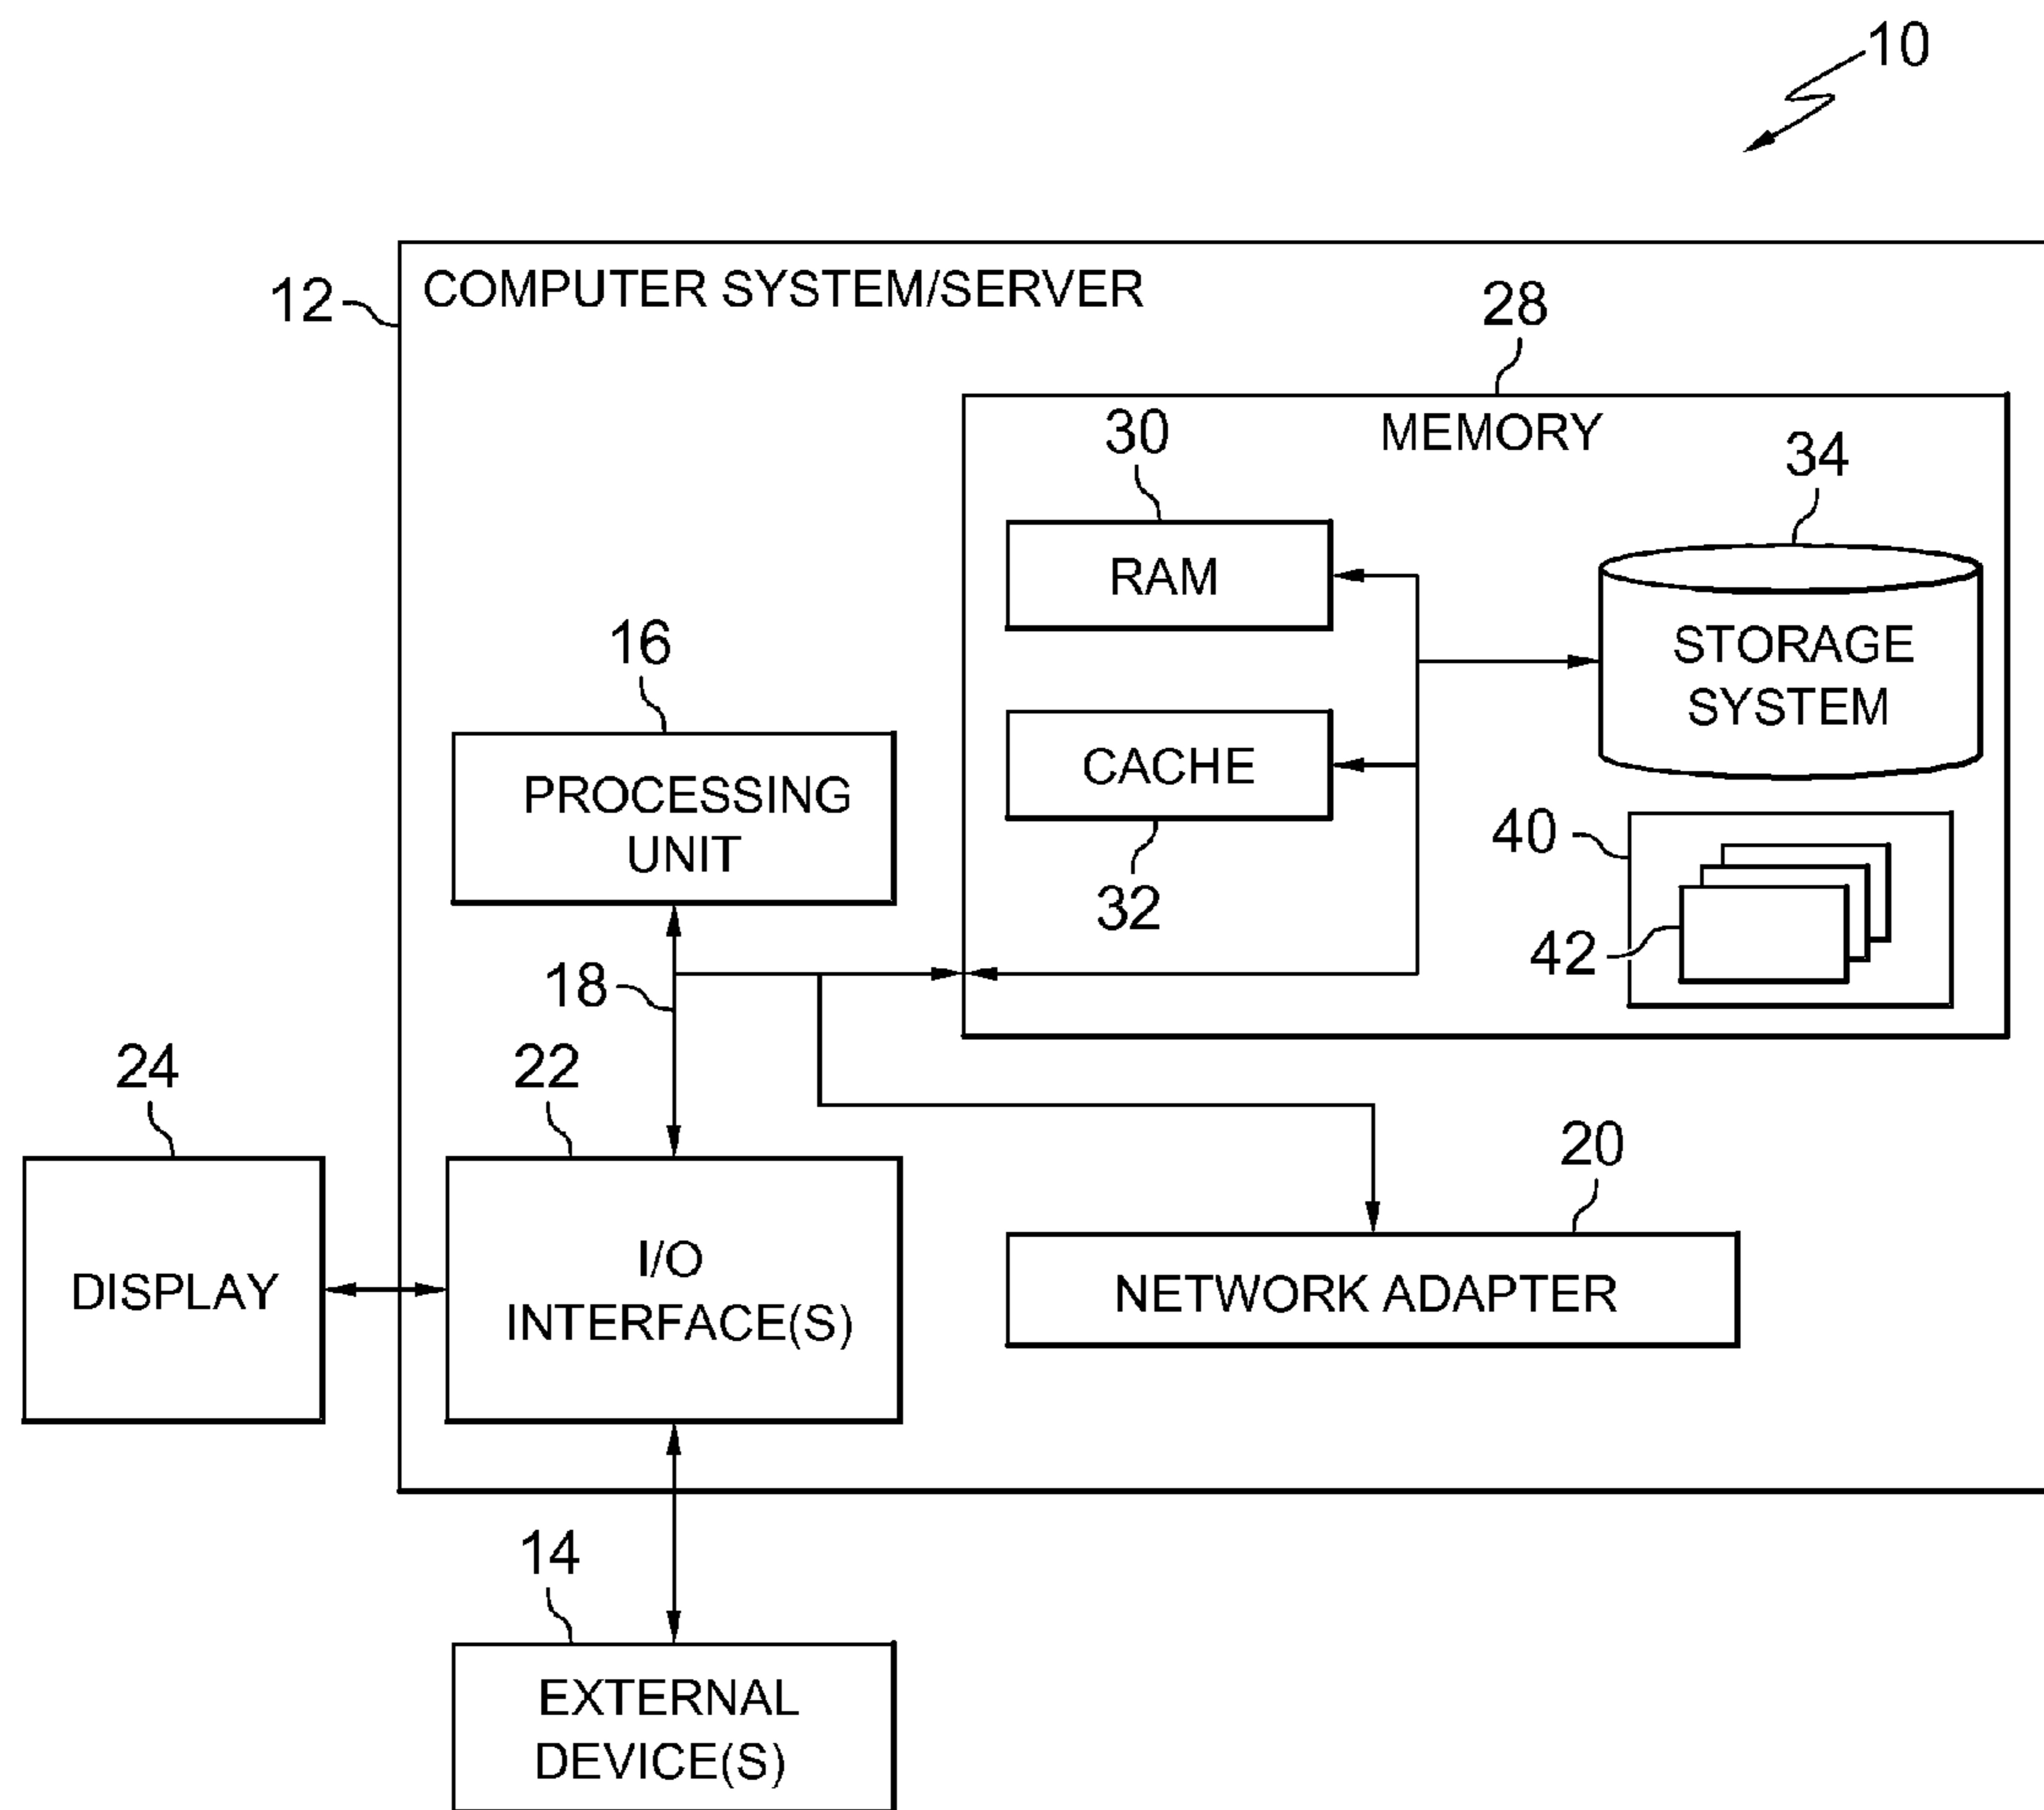 10
12
COMPUTER SYSTEM/SERVER
28
MEMORY
30
RAM
34
STORAGE
SYSTEM
16
PROCESSING
UNIT
CACHE
32
40
42
18
24
22
20
DISPLAY
I/O
INTERFACE(S)
NETWORK ADAPTER
14
EXTERNAL
DEVICE(S)